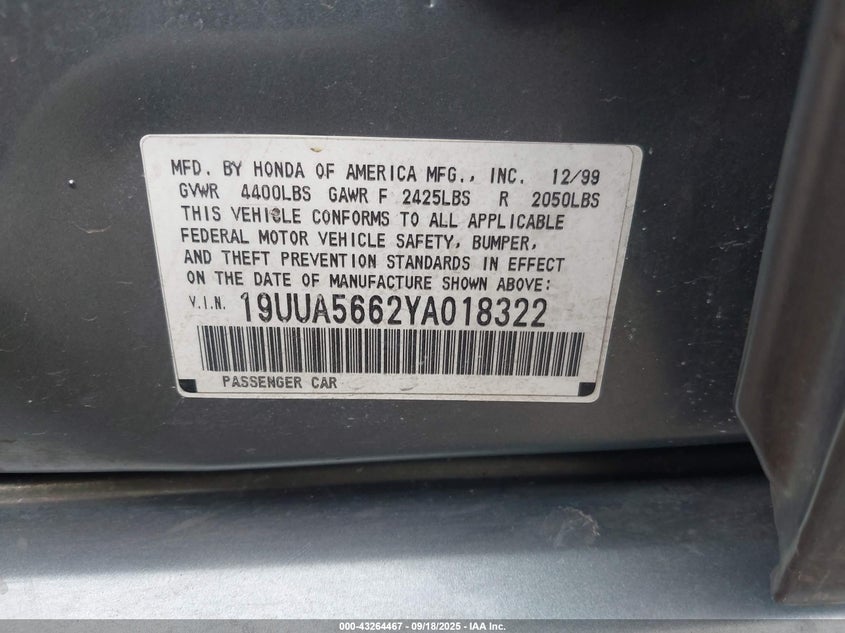 MFD. BY HONDA OF AMERICA MFG., INC. 12/99
GVWR 4400LBS GAWR F 2425LBS R 2050LBS
THIS VEHICLE CONFORMS TO ALL APPLICABLE
FEDERAL MOTOR VEHICLE SAFETY, BUMPER,
AND THEFT PREVENTION STANDARDS IN EFFECT
ON THE DATE OF MANUFACTURE SHOWN ABOVE:
V.I.N. 19UUA5662YA018322
PASSENGER CAR
000-43264467 - 09/18/2025 - IAA Inc.